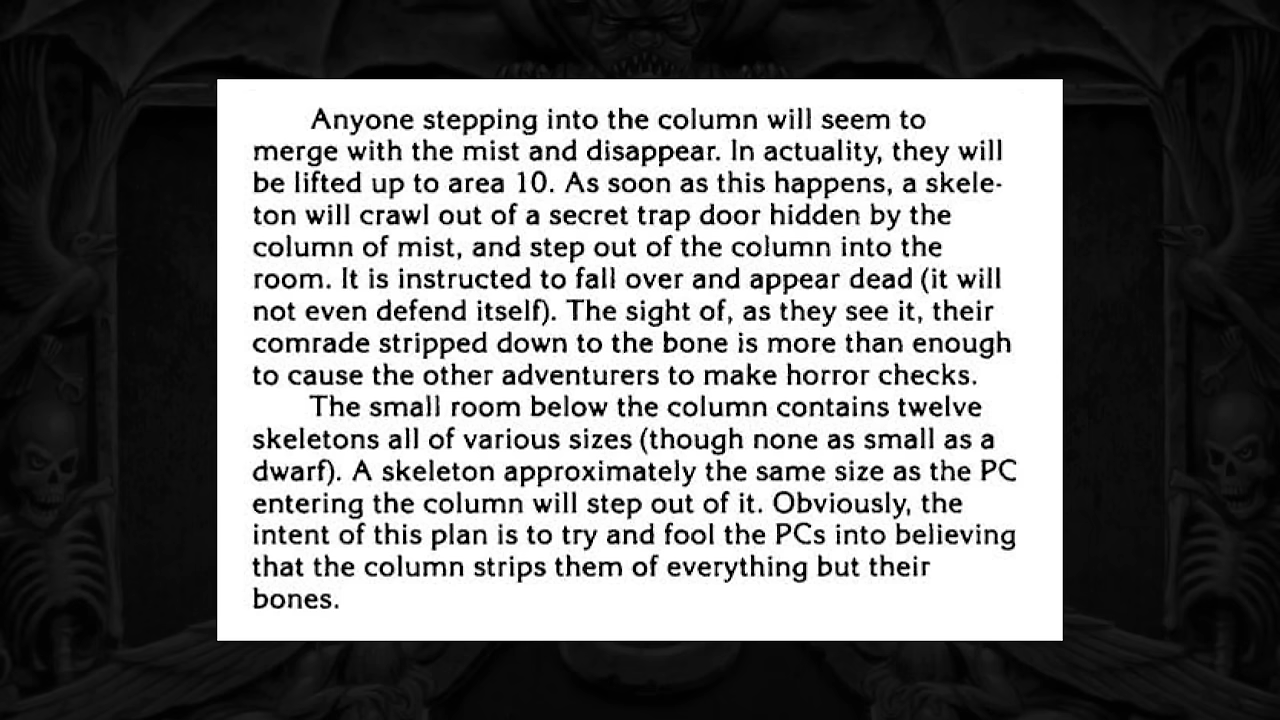 Anyone stepping into the column will seem to
merge with the mist and disappear. In actuality, they will
be lifted up to area 10. As soon as this happens, a skele-
ton will crawl out of a secret trap door hidden by the
column of mist, and step out of the column into the
room. It is instructed to fall over and appear dead (it will
not even defend itself). The sight of, as they see it, their
comrade stripped down to the bone is more than enough
to cause the other adventurers to make horror checks.
The small room below the column contains twelve
skeletons all of various sizes (though none as small as a
dwarf). A skeleton approximately the same size as the PC
entering the column will step out of it. Obviously, the
intent of this plan is to try and fool the PCs into believing
that the column strips them of everything but their
bones.